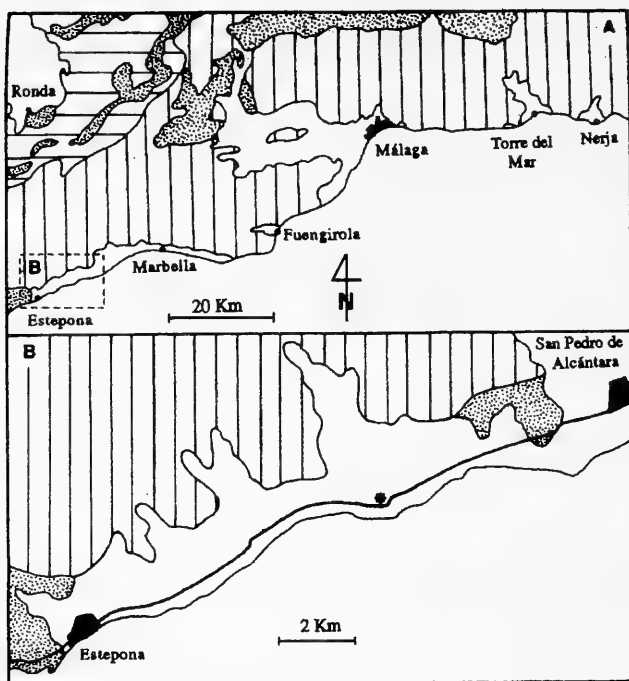 A
Ronda
Málaga
Torre del
Mar
Nerja
Fuengirola
B
Marbella
Estepona
20 Km
N
B
San Pedro de
Alcántara
2 Km
Estepona